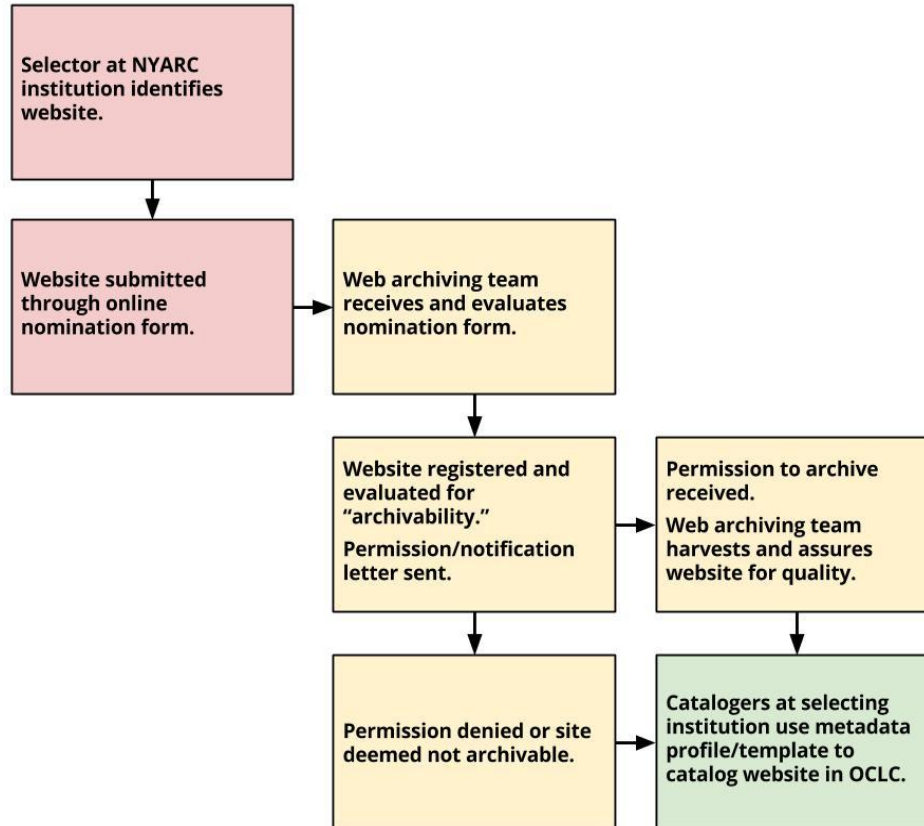 Selector at NYARC
institution identifies
website.
Website submitted
through online
nomination form.
Web archiving team
receives and evaluates
nomination form.
Website registered and
evaluated for
“archivability.”
Permission/notification
letter sent.
Permission to archive
received.
Web archiving team
harvests and assures
website for quality.
Permission denied or site
deemed not archivable.
Catalogers at selecting
institution use metadata
profile/template to
catalog website in OCLC.